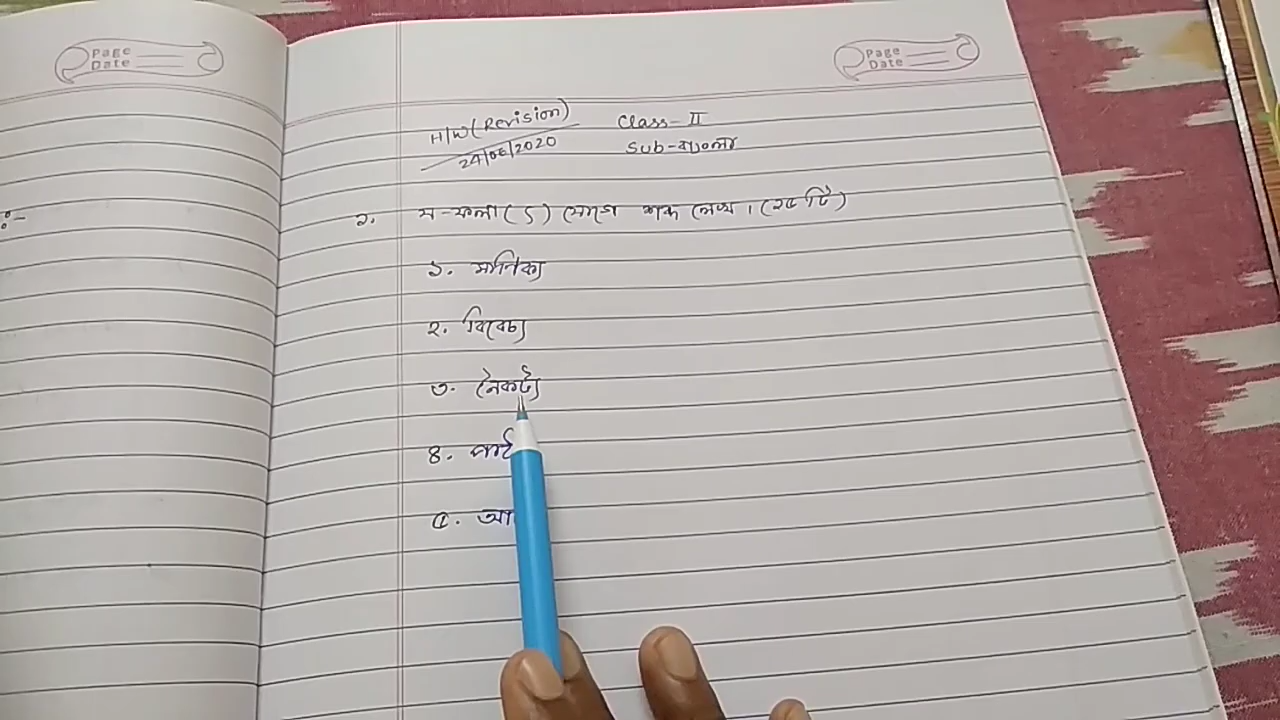 Page
Date
Page
Date
H/W (Revision)
24/06/2020
Class - II
Sub - বাংলা
:-
২. য-ফলা ( ্য ) যোগে শব্দ লেখ। (২৫ টি)
১. মানিক্য
২. বিবেচ্য
৩. নৈকট্য
৪.
৫.